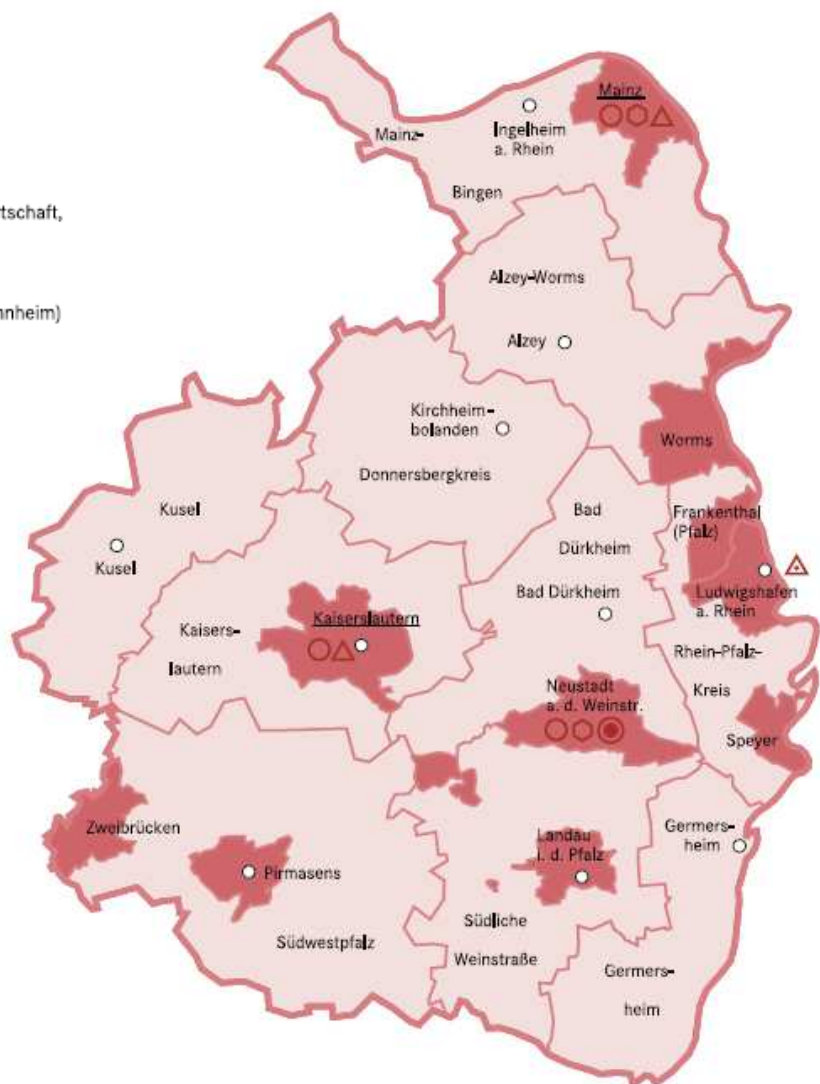 Mainz
Ingelheim
a. Rhein
Mainz-
Bingen
tschaft,
Alzey-Worms
nnheim)
Alzey
Kirchheim-
bolanden
Worms
Donnersbergkreis
Kusel
Bad
Dürkheim
Frankenthal
(Pfalz)
Kusel
Bad Dürkheim
Ludwigshafen
a. Rhein
Kaiserslautern
Kaisers-
lautern
Rhein-Pfalz-
Kreis
Neustadt
a. d. Weinstr.
Speyer
Zweibrücken
Landau
i. d. Pfalz
Germers-
heim
Pirmasens
Südwestpfalz
Südliche
Weinstraße
Germers-
heim